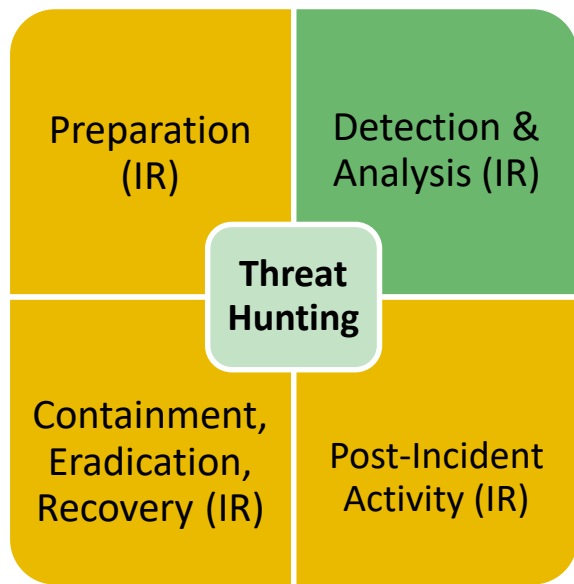 Preparation
(IR)
Detection &
Analysis (IR)
Threat
Hunting
Containment,
Eradication,
Recovery (IR)
Post-Incident
Activity (IR)